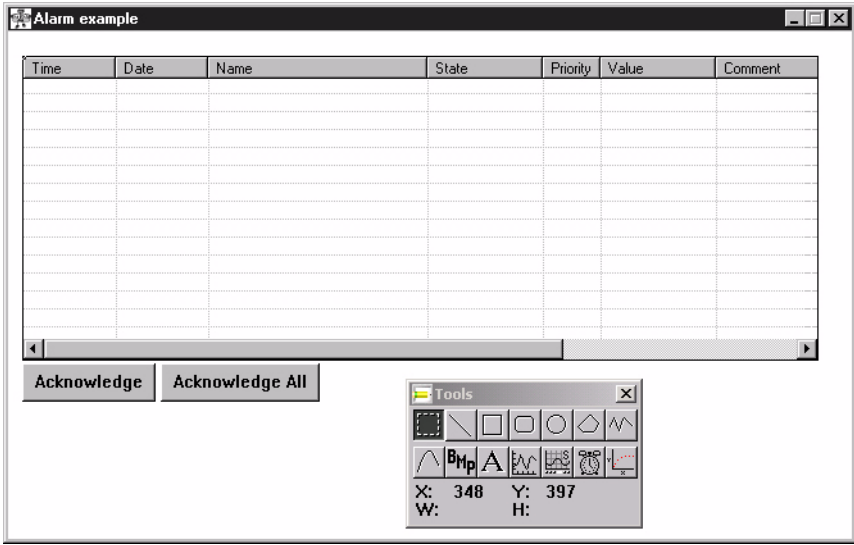 Alarm example
Time Date Name State Priority Value Comment
Acknowledge Acknowledge All
Tools
BMp A S
Y X
X: 348 Y: 397
W: H: